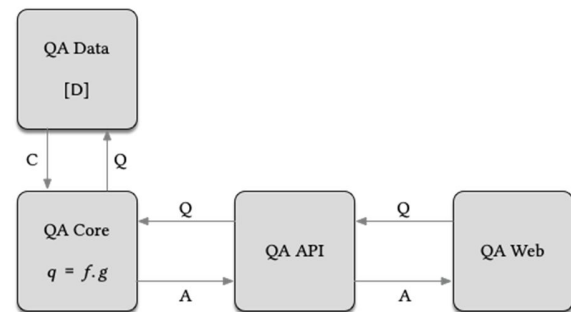 QA Data
[D]
C
Q
QA Core
q = f.g
Q
A
QA API
Q
A
QA Web